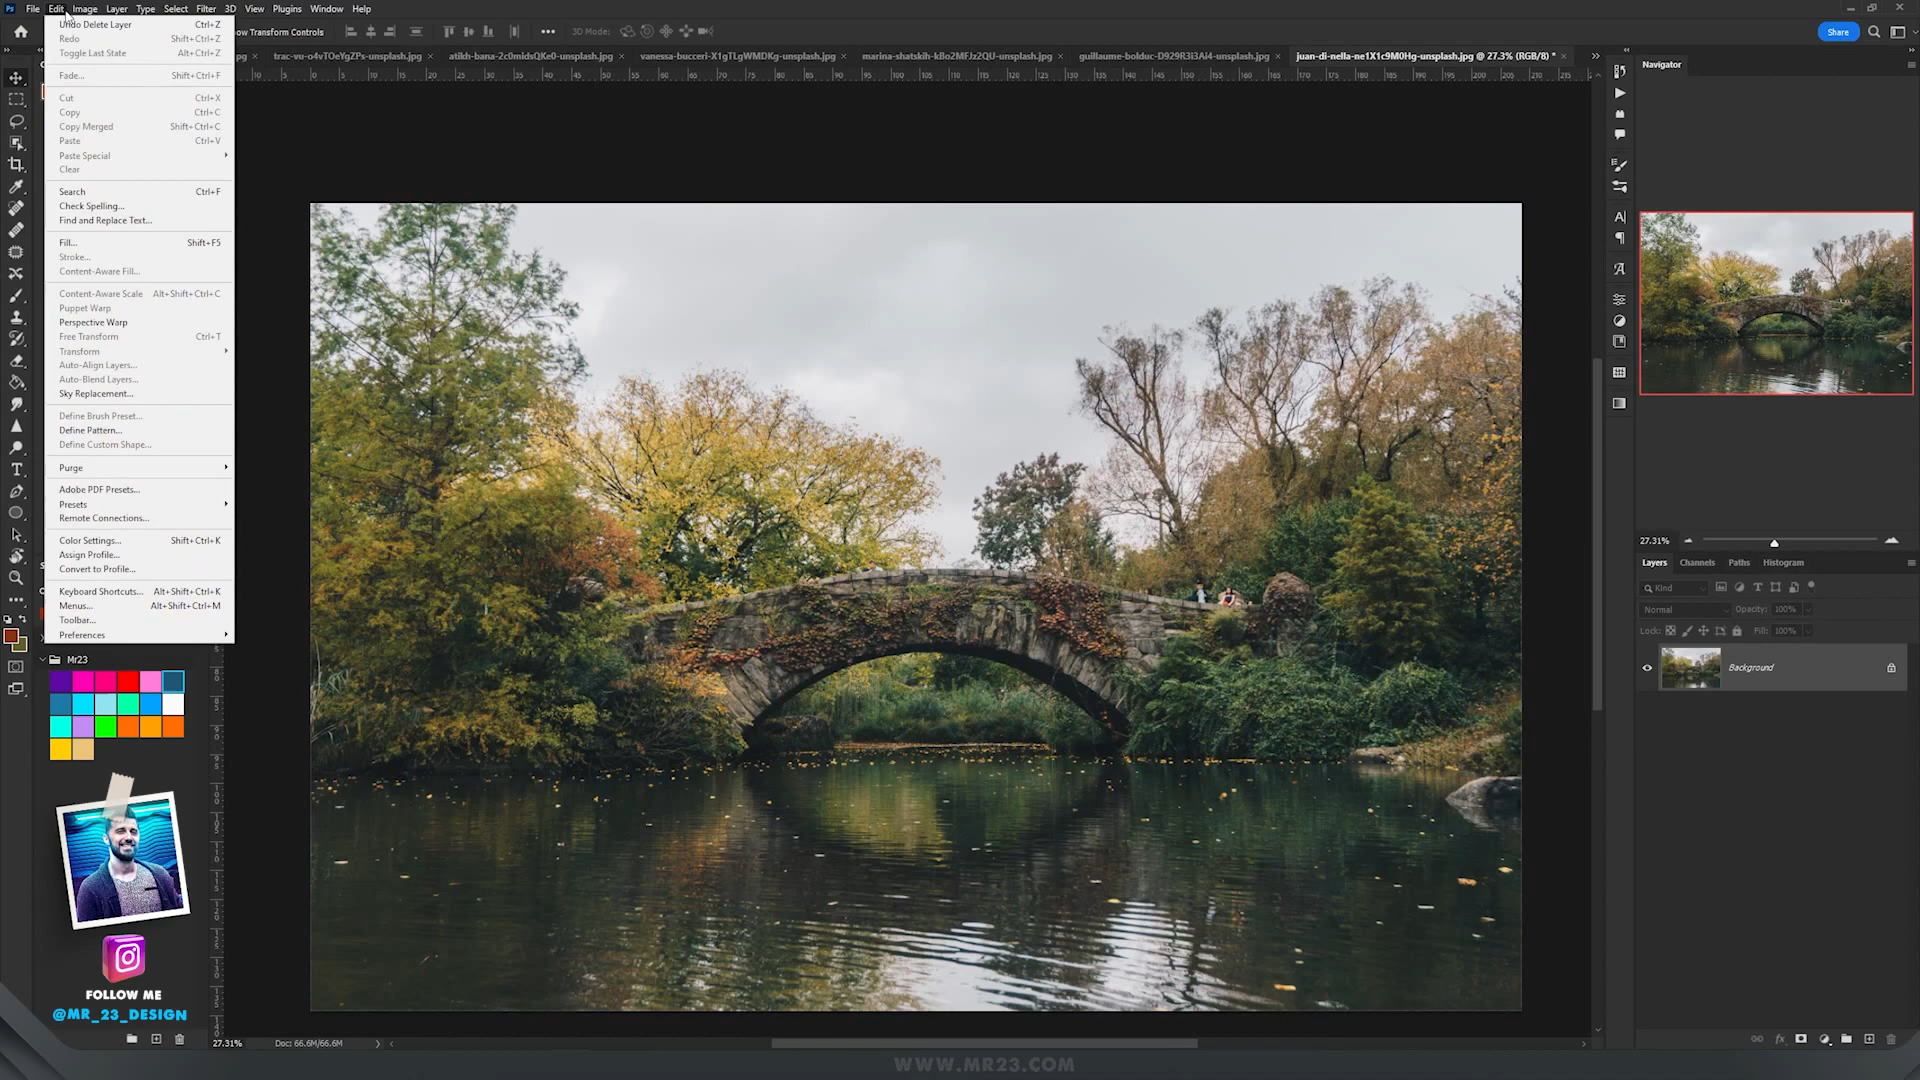 File Edit Image Layer Type Select Filter 3D View Plugins Window Help
ow Transform Controls
3D Mode:
Share
pg
trac-vu-o4vTOeYgZPs-unsplash.jpg
atikh-bana-2c0midsQKe0-unsplash.jpg
vanessa-bucceri-X1gTLgWMDKg-unsplash.jpg
marina-shatskih-kBo2MFJz2QU-unsplash.jpg
guillaume-bolduc-D929R3i3Ai4-unsplash.jpg
juan-di-nella-ne1X1c9M0Hg-unsplash.jpg @ 27.3% (RGB/8) *
Undo Delete Layer Ctrl+Z
Redo Shift+Ctrl+Z
Toggle Last State Alt+Ctrl+Z
Fade... Shift+Ctrl+F
Cut Ctrl+X
Copy Ctrl+C
Copy Merged Shift+Ctrl+C
Paste Ctrl+V
Paste Special
Clear
Search Ctrl+F
Check Spelling...
Find and Replace Text...
Fill... Shift+F5
Stroke...
Content-Aware Fill...
Content-Aware Scale Alt+Shift+Ctrl+C
Puppet Warp
Perspective Warp
Free Transform Ctrl+T
Transform
Auto-Align Layers...
Auto-Blend Layers...
Sky Replacement...
Define Brush Preset...
Define Pattern...
Define Custom Shape...
Purge
Adobe PDF Presets...
Presets
Remote Connections...
Color Settings... Shift+Ctrl+K
Assign Profile...
Convert to Profile...
Keyboard Shortcuts... Alt+Shift+Ctrl+K
Menus... Alt+Shift+Ctrl+M
Toolbar...
Preferences
Mr23
FOLLOW ME
@MR_23_DESIGN
27.31% Doc: 66.6M/66.6M
WWW.MR23.COM
Navigator
27.31%
Layers Channels Paths Histogram
Kind
Normal Opacity: 100%
Lock: Fill: 100%
Background